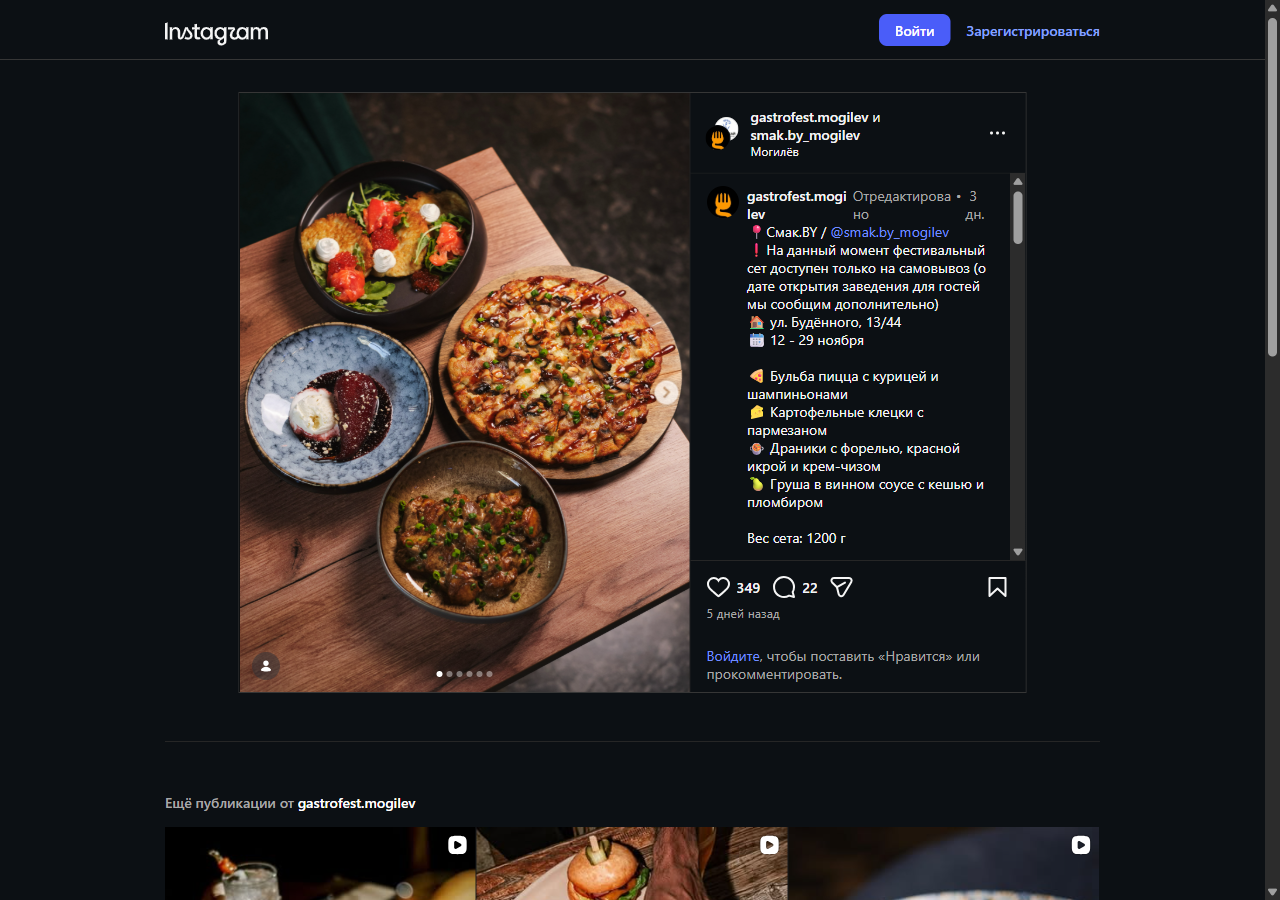 Instagram
Войти
Зарегистрироваться
gastrofest.mogilev и
smak.by_mogilev
Могилёв
gastrofest.mogi Отредактирова • 3
lev но дн.
📍Смак.BY / @smak.by_mogilev
❗️На данный момент фестивальный
сет доступен только на самовывоз (о
дате открытия заведения для гостей
мы сообщим дополнительно)
🏠 ул. Будённого, 13/44
🗓 12 - 29 ноября
🍕 Бульба пицца с курицей и
шампиньонами
🧀 Картофельные клецки с
пармезаном
🥘 Драники с форелью, красной
икрой и крем-чизом
🍐 Груша в винном соусе с кешью и
пломбиром
Вес сета: 1200 г
349 22
5 дней назад
Войдите, чтобы поставить «Нравится» или
прокомментировать.
Ещё публикации от gastrofest.mogilev